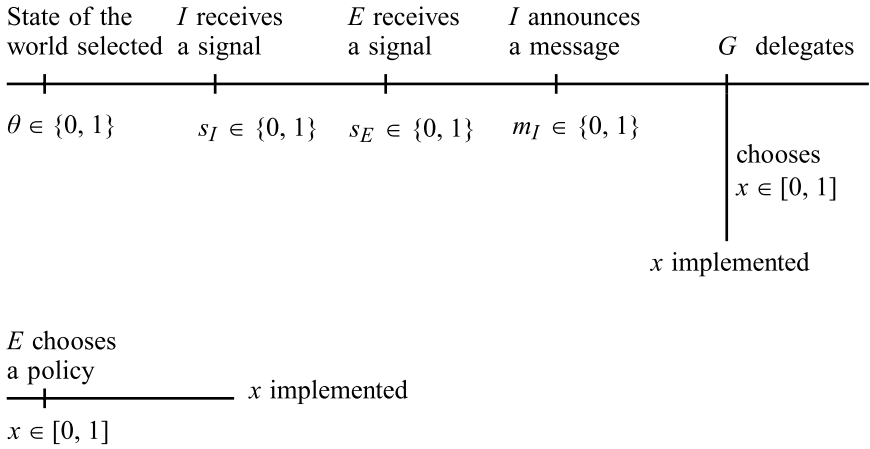 State of the I receives E receives I announces
world selected a signal a signal a message G delegates
θ ∈ {0, 1} s_I ∈ {0, 1} s_E ∈ {0, 1} m_I ∈ {0, 1}
chooses
x ∈ [0, 1]
x implemented
E chooses
a policy
x implemented
x ∈ [0, 1]